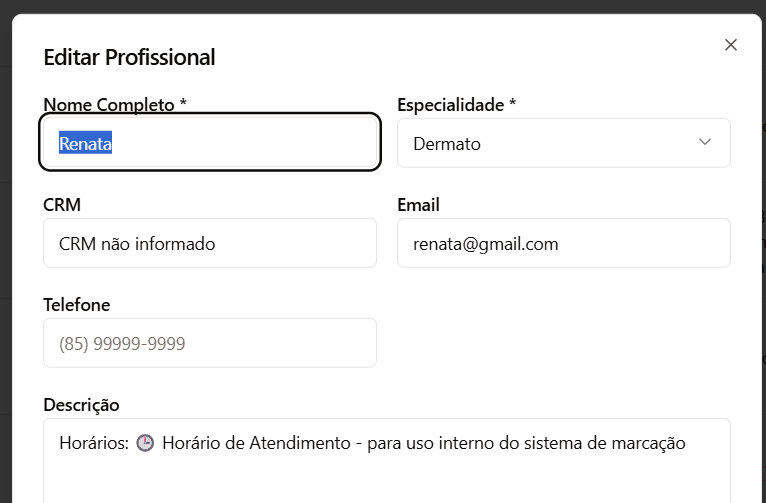 Editar Profissional
Nome Completo *
Especialidade *
Renata
Dermato
CRM
Email
CRM não informado
renata@gmail.com
Telefone
(85) 99999-9999
Descrição
Horários: 🕒 Horário de Atendimento - para uso interno do sistema de marcação